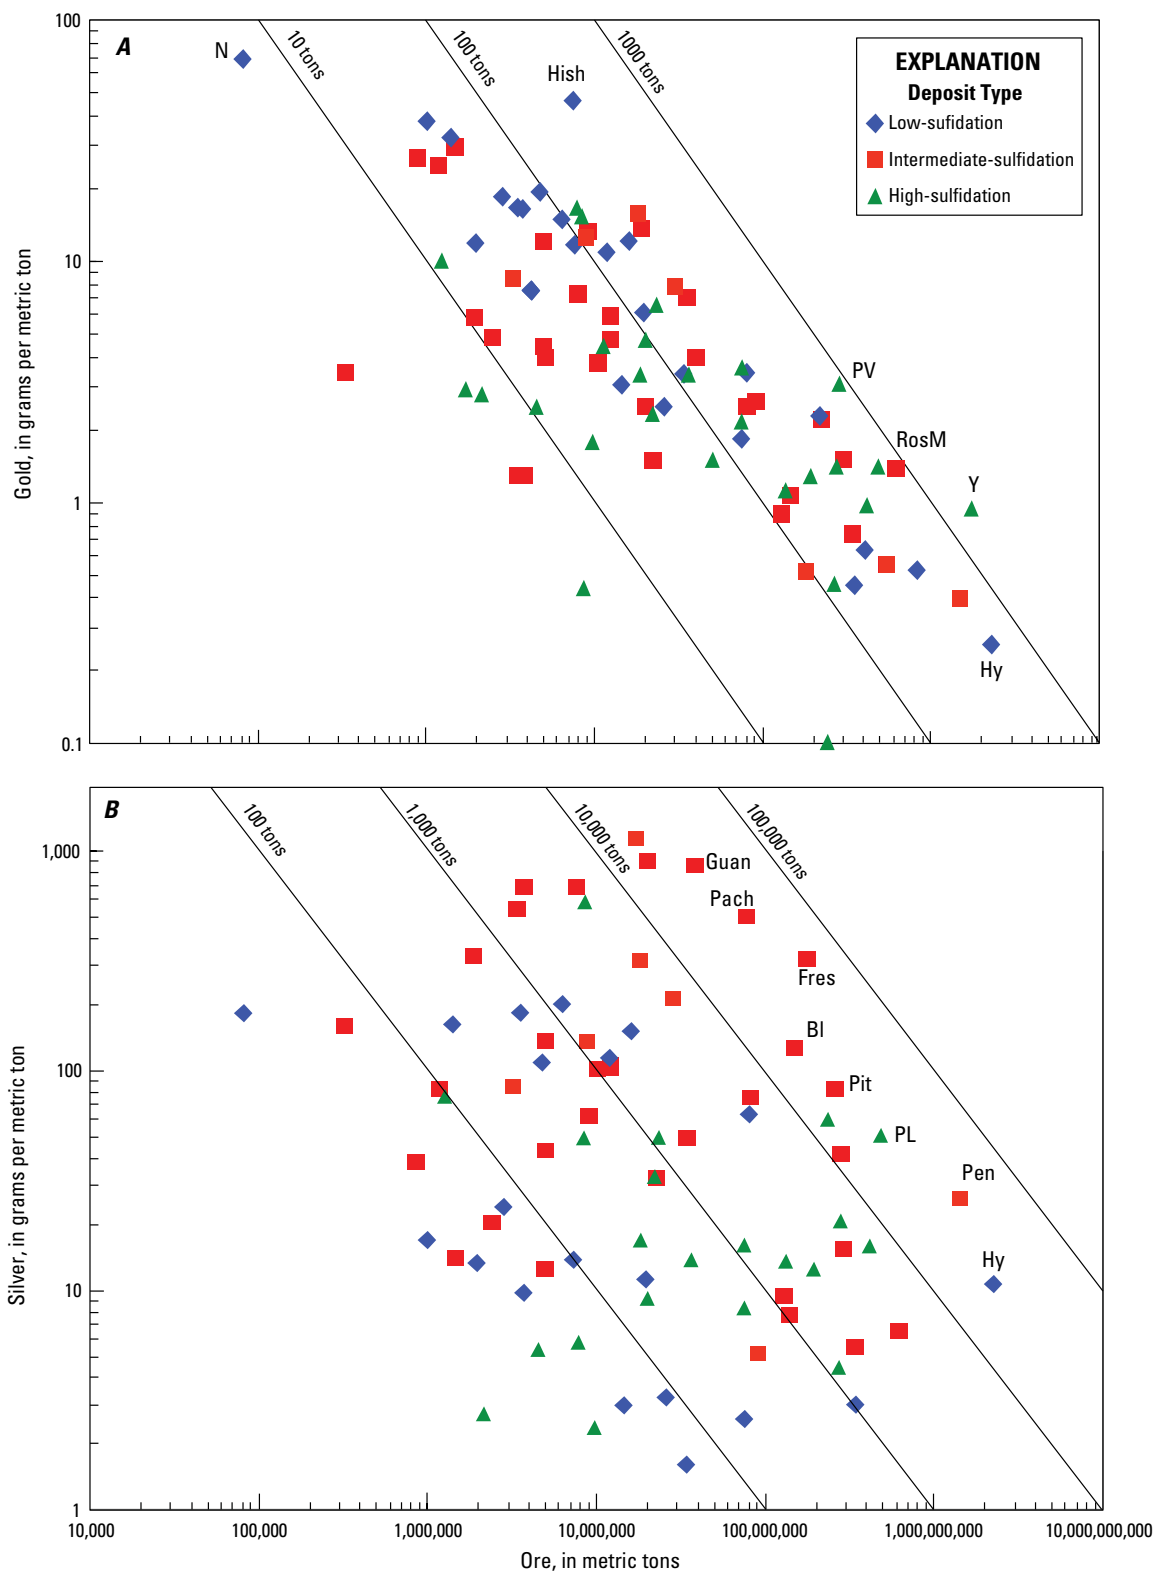 A
100
10
1
0.1
Gold, in grams per metric ton
10 tons
100 tons
1000 tons
N
Hish
PV
RosM
Y
Hy
EXPLANATION
Deposit Type
Low-sufidation
Intermediate-sulfidation
High-sulfidation
B
1,000
100
10
1
Silver, in grams per metric ton
100 tons
1,000 tons
10,000 tons
100,000 tons
Guan
Pach
Fres
Bl
Pit
PL
Pen
Hy
10,000
100,000
1,000,000
10,000,000
100,000,000
1,000,000,000
10,000,000,000
Ore, in metric tons